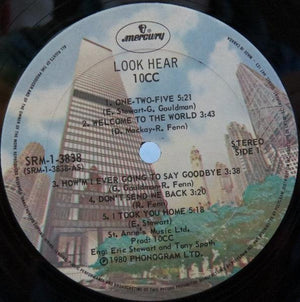 mercury
LOOK HEAR
10CC
1. ONE-TWO-FIVE 5:21
(E. Stewart-G. Gouldman)
2. WELCOME TO THE WORLD 3:43
(D. Mackay-R. Fenn)
SRM-1-3838
(SRM-1-3838-AS)
STEREO
SIDE 1
3. HOW'M I EVER GOING TO SAY GOODBYE 3:38
(G. Gouldman-R. Fenn)
4. DON'T SEND WE BACK 3:20
(R. Fenn)
5. I TOOK YOU HOME 5:18
(E. Stewart)
St. Anne's Music Ltd.
Prod: 10CC
Eng: Eric Stewart and Tony Spath
℗ 1980 PHONOGRAM LTD.